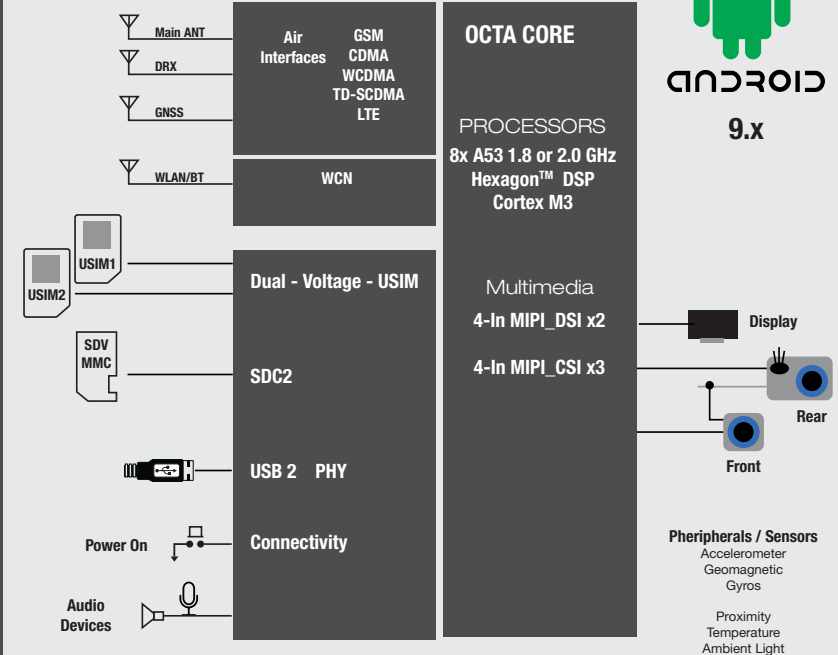 Main ANT
DRX
GNSS
WLAN/BT
Air
Interfaces
GSM
CDMA
WCDMA
TD-SCDMA
LTE
WCN
USIM1
USIM2
SDV
MMC
Power On
Audio
Devices
Dual - Voltage - USIM
SDC2
USB 2 PHY
Connectivity
OCTA CORE
PROCESSORS
8x A53 1.8 or 2.0 GHz
Hexagon™ DSP
Cortex M3
Multimedia
4-In MIPI_DSI x2
4-In MIPI_CSI x3
ANDROID
9.x
Display
Rear
Front
Pheripherals / Sensors
Accelerometer
Geomagnetic
Gyros
Proximity
Temperature
Ambient Light